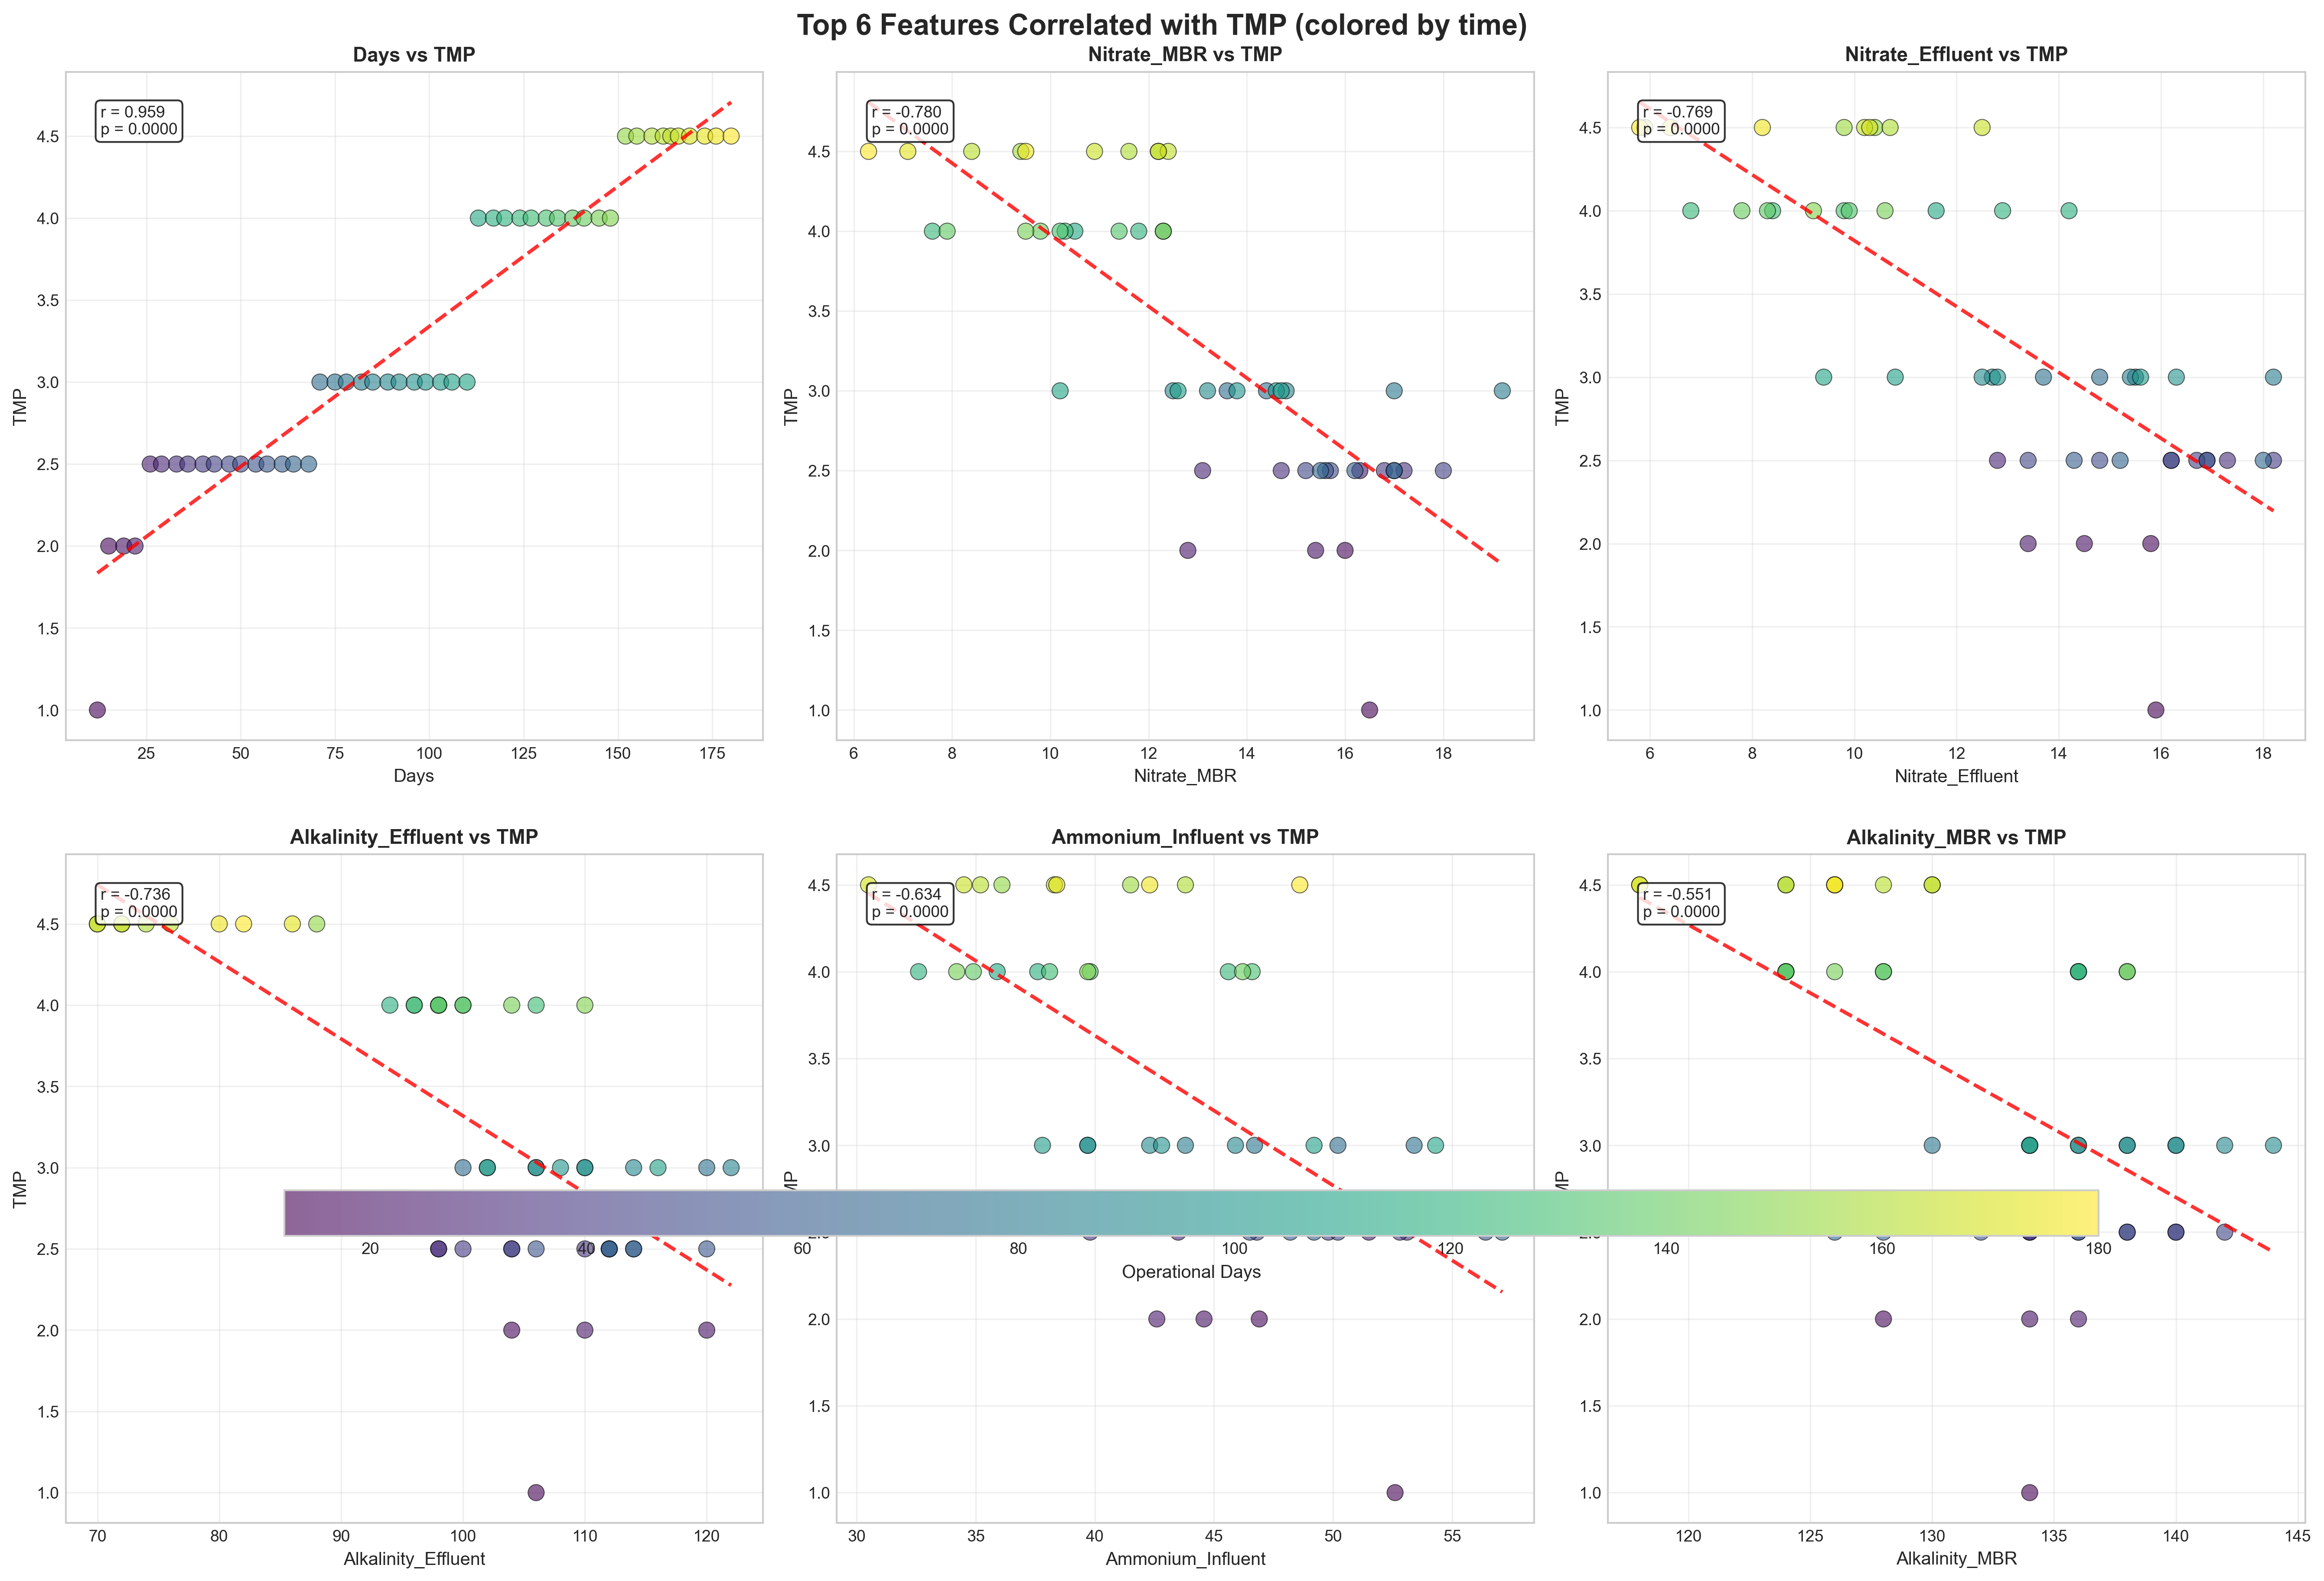 Top 6 Features Correlated with TMP (colored by time)
Days vs TMP
r = 0.959
p = 0.0000
TMP
4.5
4.0
3.5
3.0
2.5
2.0
1.5
1.0
25 50 75 100 125 150 175
Days
Nitrate_MBR vs TMP
r = -0.780
p = 0.0000
TMP
4.5
4.0
3.5
3.0
2.5
2.0
1.5
1.0
6 8 10 12 14 16 18
Nitrate_MBR
Nitrate_Effluent vs TMP
r = -0.769
p = 0.0000
TMP
4.5
4.0
3.5
3.0
2.5
2.0
1.5
1.0
6 8 10 12 14 16 18
Nitrate_Effluent
Alkalinity_Effluent vs TMP
r = -0.736
p = 0.0000
TMP
4.5
4.0
3.5
3.0
2.5
2.0
1.5
1.0
70 80 90 100 110 120
Alkalinity_Effluent
Ammonium_Influent vs TMP
r = -0.634
p = 0.0000
4.5
4.0
3.5
3.0
2.0
1.5
1.0
30 35 40 45 50 55
Ammonium_Influent
Alkalinity_MBR vs TMP
r = -0.551
p = 0.0000
4.5
4.0
3.5
3.0
2.0
1.5
1.0
120 125 130 135 140 145
Alkalinity_MBR
20 40 60 80 100 120 140 160 180
Operational Days